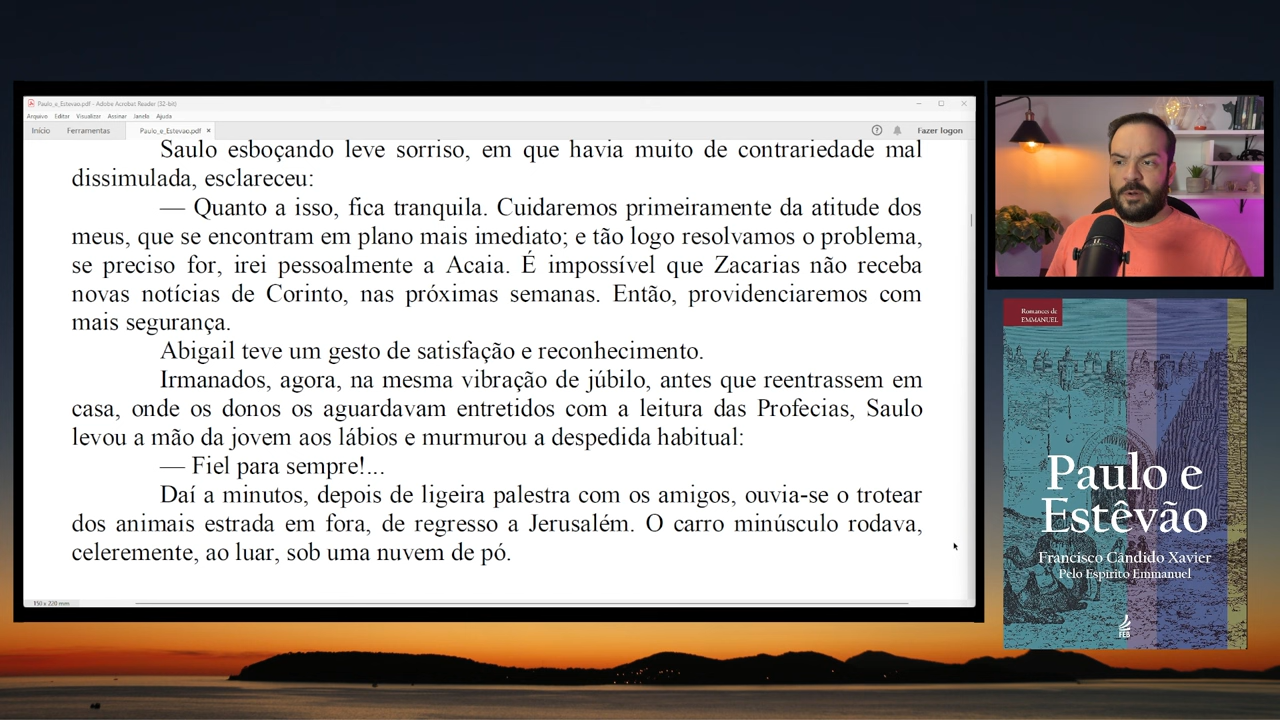 Paulo_e_Estevao.pdf - Adobe Acrobat Reader (32-bit)
Arquivo Editar Visualizar Assinar Janela Ajuda
Início Ferramentas Paulo_e_Estevao.pdf × Fazer logon
Saulo esboçando leve sorriso, em que havia muito de contrariedade mal
dissimulada, esclareceu:
— Quanto a isso, fica tranquila. Cuidaremos primeiramente da atitude dos
meus, que se encontram em plano mais imediato; e tão logo resolvamos o problema,
se preciso for, irei pessoalmente a Acaia. É impossível que Zacarias não receba
novas notícias de Corinto, nas próximas semanas. Então, providenciaremos com
mais segurança.
Abigail teve um gesto de satisfação e reconhecimento.
Irmanados, agora, na mesma vibração de júbilo, antes que reentrassem em
casa, onde os donos os aguardavam entretidos com a leitura das Profecias, Saulo
levou a mão da jovem aos lábios e murmurou a despedida habitual:
— Fiel para sempre!...
Daí a minutos, depois de ligeira palestra com os amigos, ouvia-se o trotear
dos animais estrada em fora, de regresso a Jerusalém. O carro minúsculo rodava,
celeremente, ao luar, sob uma nuvem de pó.
150 x 220 mm
Romances de
EMMANUEL
Paulo e
Estêvão
Francisco Cândido Xavier
Pelo Espírito Emmanuel
FEB